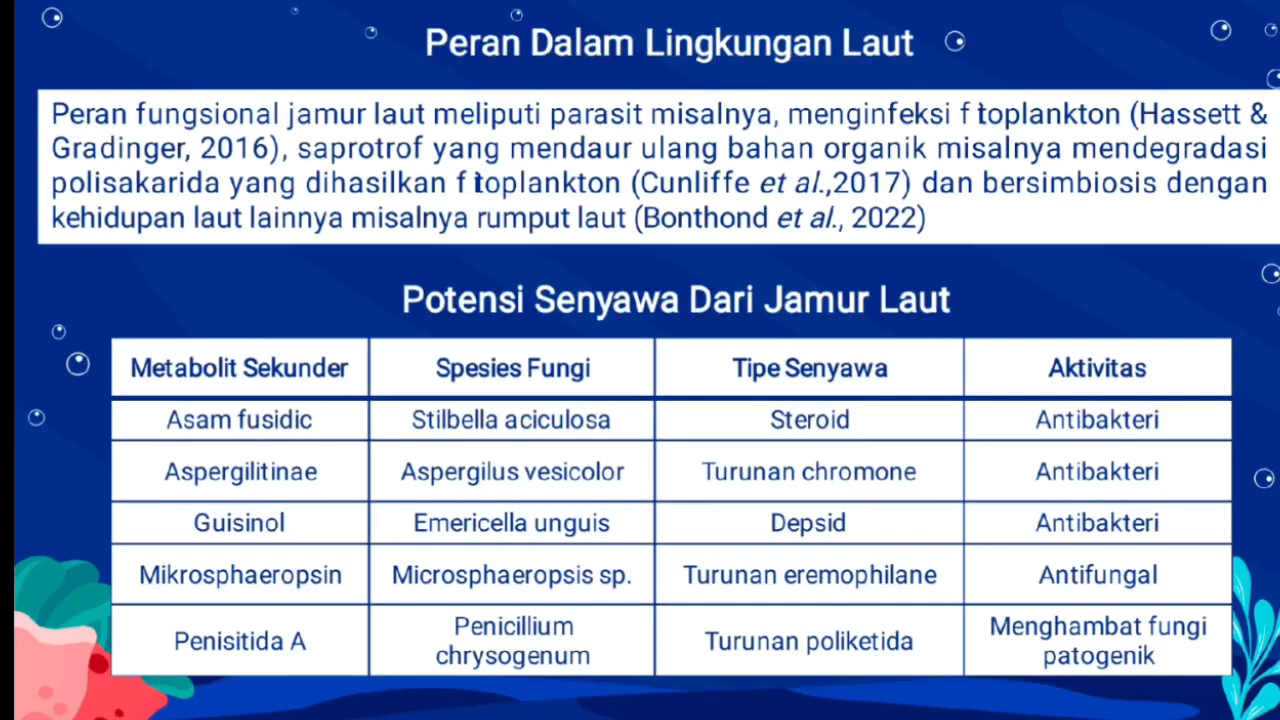 Peran Dalam Lingkungan Laut
Peran fungsional jamur laut meliputi parasit misalnya, menginfeksi f toplankton (Hassett &
Gradinger, 2016), saprotrof yang mendaur ulang bahan organik misalnya mendegradasi
polisakarida yang dihasilkan f toplankton (Cunliffe et al.,2017) dan bersimbiosis dengan
kehidupan laut lainnya misalnya rumput laut (Bonthond et al., 2022)
Potensi Senyawa Dari Jamur Laut
Metabolit Sekunder Spesies Fungi Tipe Senyawa Aktivitas
Asam fusidic Stilbella aciculosa Steroid Antibakteri
Aspergilitinae Aspergilus vesicolor Turunan chromone Antibakteri
Guisinol Emericella unguis Depsid Antibakteri
Mikrosphaeropsin Microsphaeropsis sp. Turunan eremophilane Antifungal
Penisitida A Penicillium chrysogenum Turunan poliketida Menghambat fungi patogenik